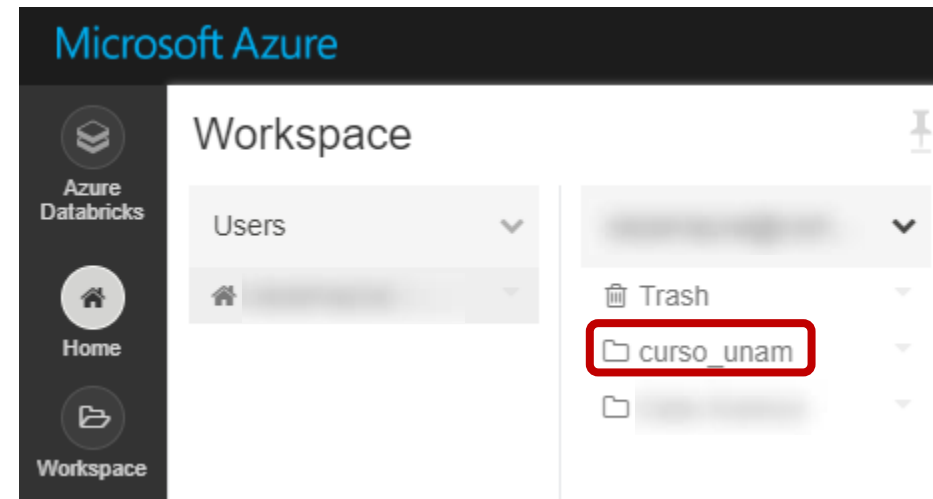 Microsoft Azure
Workspace
Azure
Databricks
Users
Trash
Home
curso_unam
Workspace